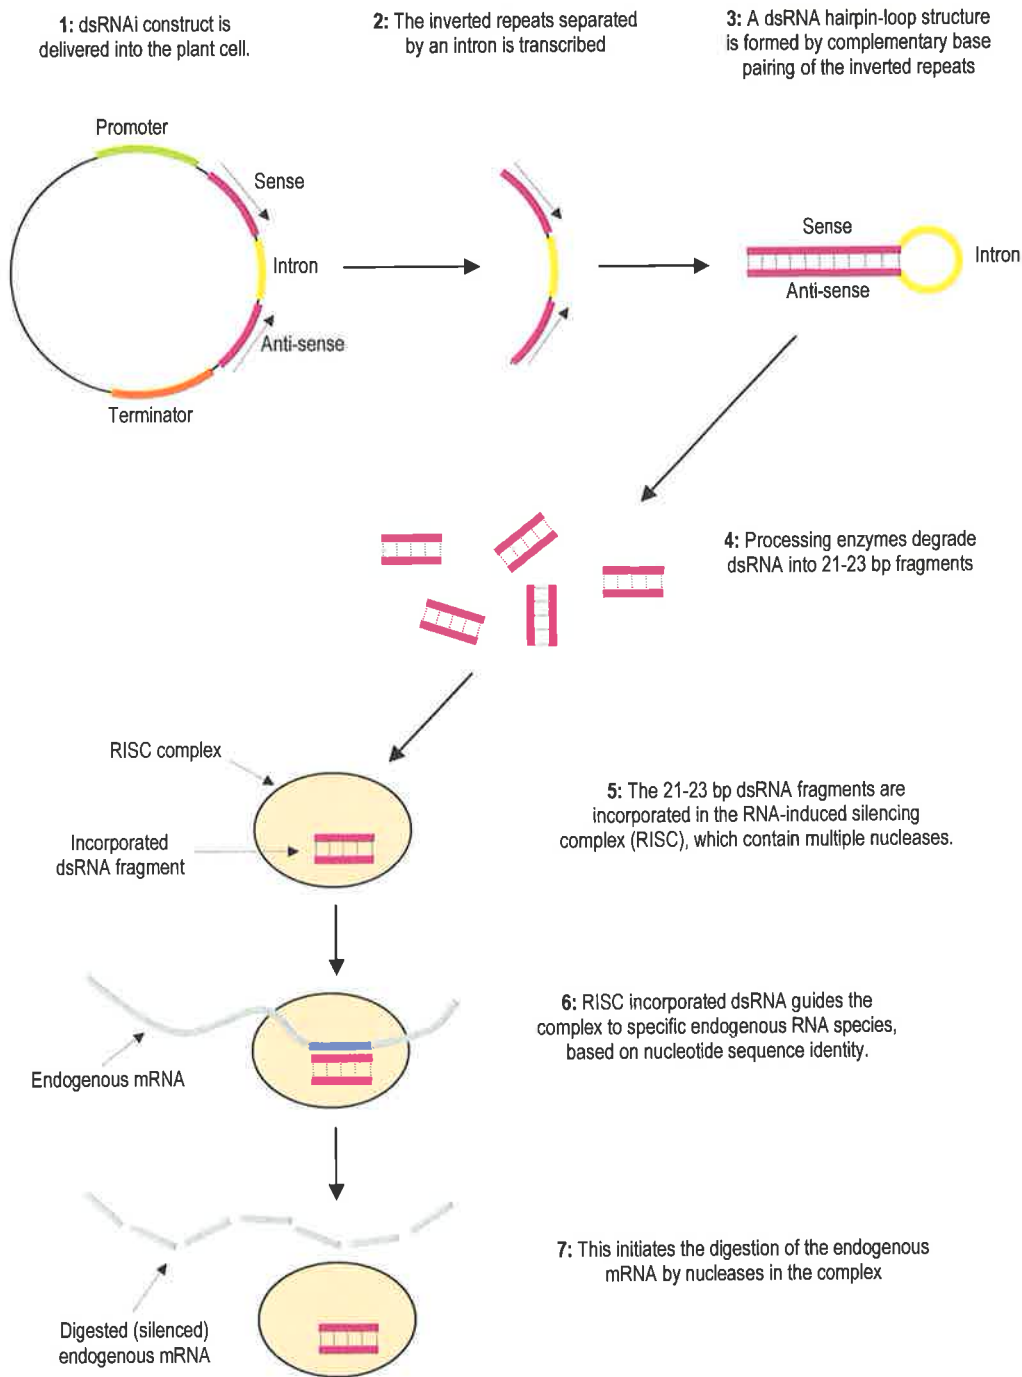 1: dsRNAi construct is
delivered into the plant cell.
2: The inverted repeats separated
by an intron is transcribed
3: A dsRNA hairpin-loop structure
is formed by complementary base
pairing of the inverted repeats
Promoter
Sense
Intron
Anti-sense
Terminator
Sense
Anti-sense
Intron
4: Processing enzymes degrade
dsRNA into 21-23 bp fragments
RISC complex
Incorporated
dsRNA fragment
5: The 21-23 bp dsRNA fragments are
incorporated in the RNA-induced silencing
complex (RISC), which contain multiple nucleases.
Endogenous mRNA
6: RISC incorporated dsRNA guides the
complex to specific endogenous RNA species,
based on nucleotide sequence identity.
7: This initiates the digestion of the endogenous
mRNA by nucleases in the complex
Digested (silenced)
endogenous mRNA